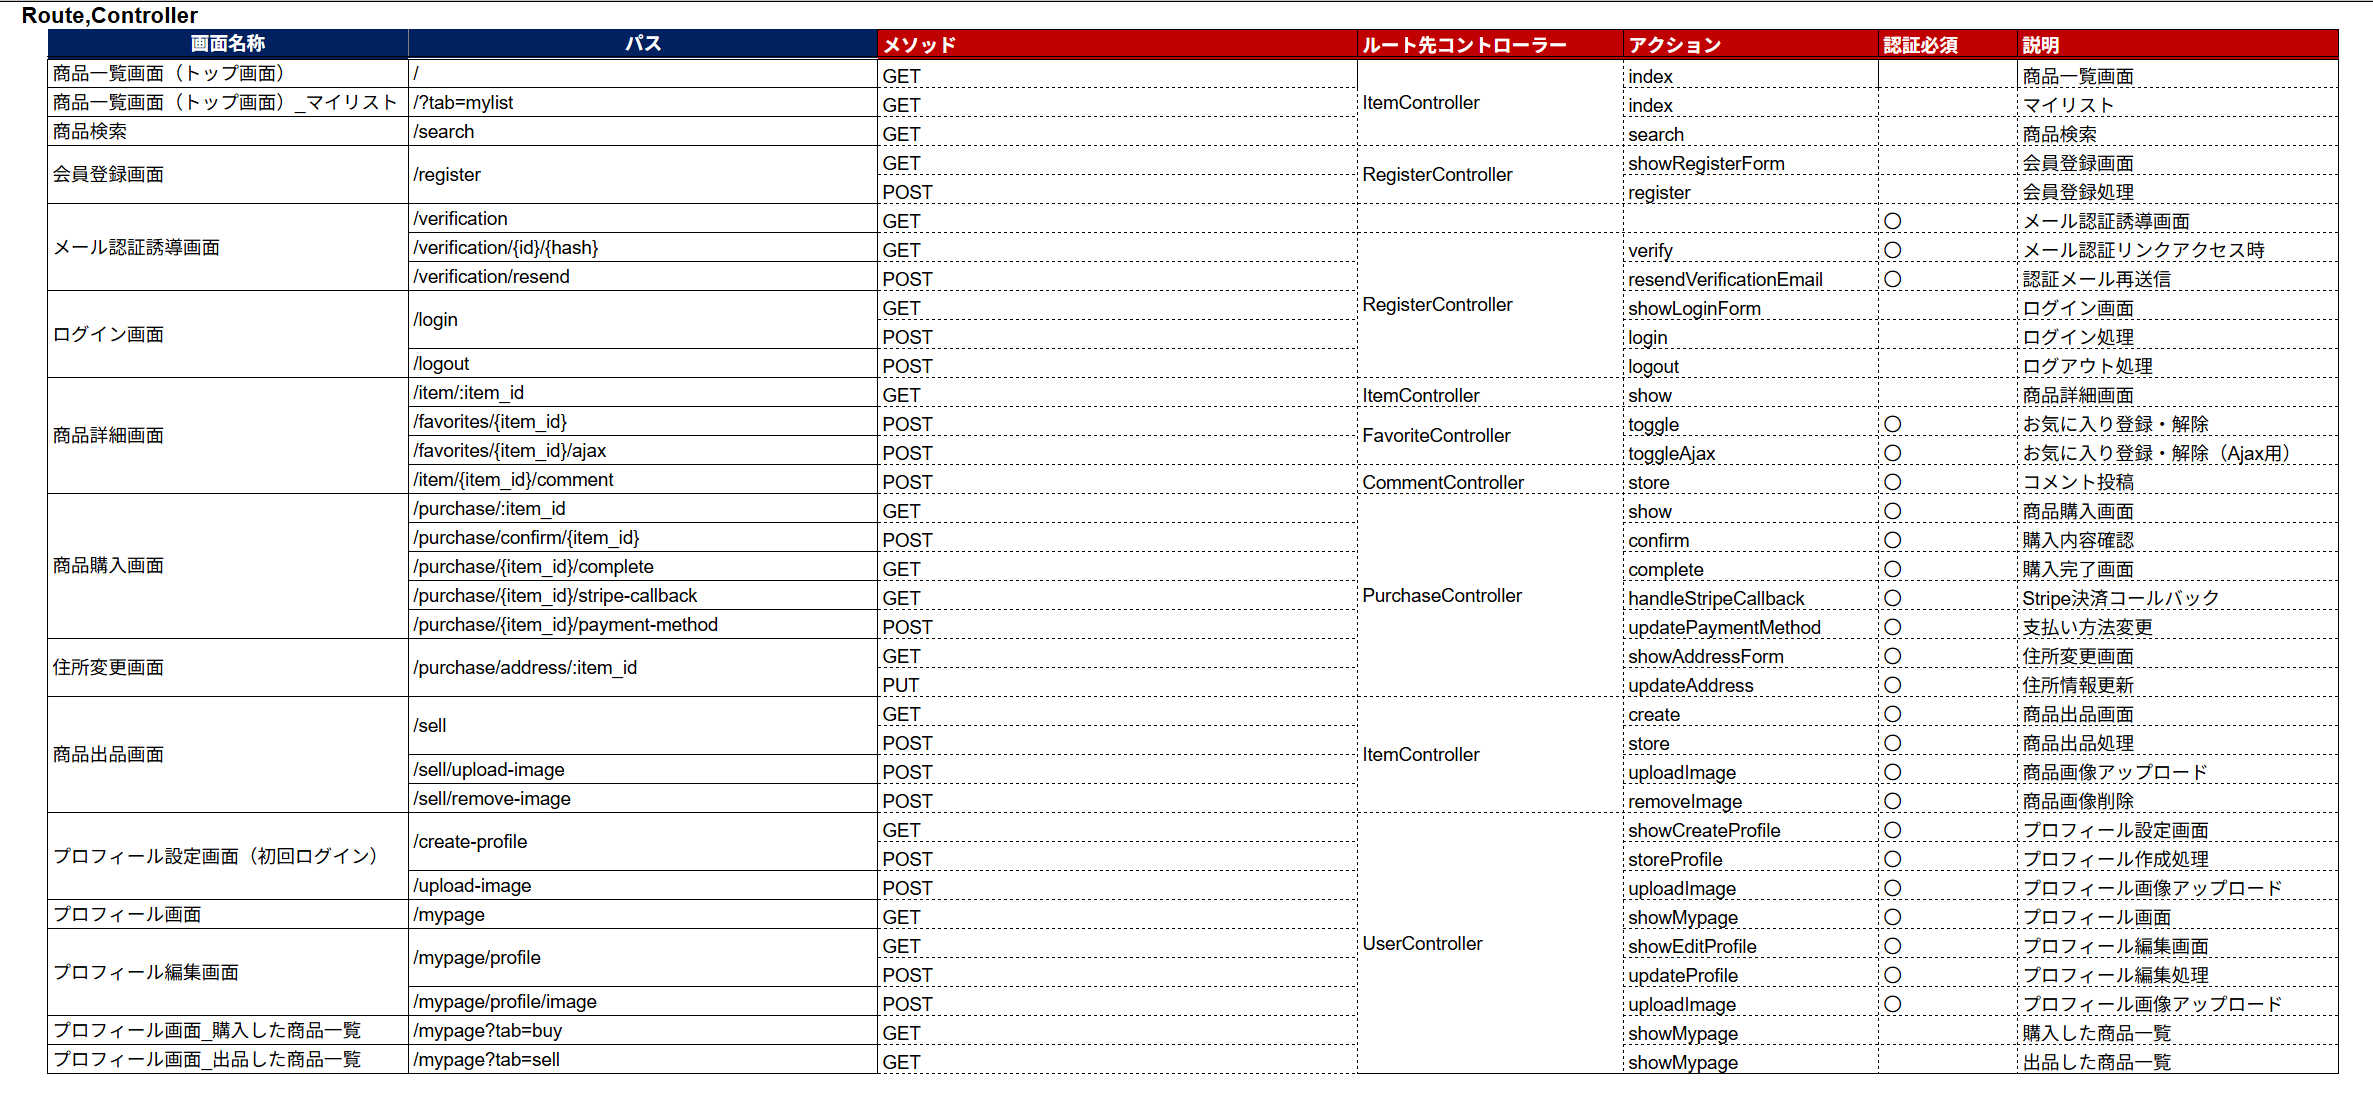 Route,Controller
画面名称 パス メソッド ルート先コントローラー アクション 認証必須 説明
商品一覧画面（トップ画面） / GET ItemController index 商品一覧画面
商品一覧画面（トップ画面）_マイリスト /?tab=mylist GET index マイリスト
商品検索 /search GET search 商品検索
会員登録画面 /register GET RegisterController showRegisterForm 会員登録画面
POST register 会員登録処理
メール認証誘導画面 /verification GET 〇 メール認証誘導画面
/verification/{id}/{hash} GET RegisterController verify 〇 メール認証リンクアクセス時
/verification/resend POST resendVerificationEmail 〇 認証メール再送信
ログイン画面 /login GET showLoginForm ログイン画面
POST login ログイン処理
/logout POST logout ログアウト処理
商品詳細画面 /item/:item_id GET ItemController show 商品詳細画面
/favorites/{item_id} POST FavoriteController toggle 〇 お気に入り登録・解除
/favorites/{item_id}/ajax POST toggleAjax 〇 お気に入り登録・解除（Ajax用）
/item/{item_id}/comment POST CommentController store 〇 コメント投稿
商品購入画面 /purchase/:item_id GET PurchaseController show 〇 商品購入画面
/purchase/confirm/{item_id} POST confirm 〇 購入内容確認
/purchase/{item_id}/complete GET complete 〇 購入完了画面
/purchase/{item_id}/stripe-callback GET handleStripeCallback 〇 Stripe決済コールバック
/purchase/{item_id}/payment-method POST updatePaymentMethod 〇 支払い方法変更
住所変更画面 /purchase/address/:item_id GET showAddressForm 〇 住所変更画面
PUT updateAddress 〇 住所情報更新
商品出品画面 /sell GET ItemController create 〇 商品出品画面
POST store 〇 商品出品処理
/sell/upload-image POST uploadImage 〇 商品画像アップロード
/sell/remove-image POST removeImage 〇 商品画像削除
プロフィール設定画面（初回ログイン） /create-profile GET UserController showCreateProfile 〇 プロフィール設定画面
POST storeProfile 〇 プロフィール作成処理
/upload-image POST uploadImage 〇 プロフィール画像アップロード
プロフィール画面 /mypage GET showMypage 〇 プロフィール画面
プロフィール編集画面 /mypage/profile GET showEditProfile 〇 プロフィール編集画面
POST updateProfile 〇 プロフィール編集処理
/mypage/profile/image POST uploadImage 〇 プロフィール画像アップロード
プロフィール画面_購入した商品一覧 /mypage?tab=buy GET showMypage 購入した商品一覧
プロフィール画面_出品した商品一覧 /mypage?tab=sell GET showMypage 出品した商品一覧